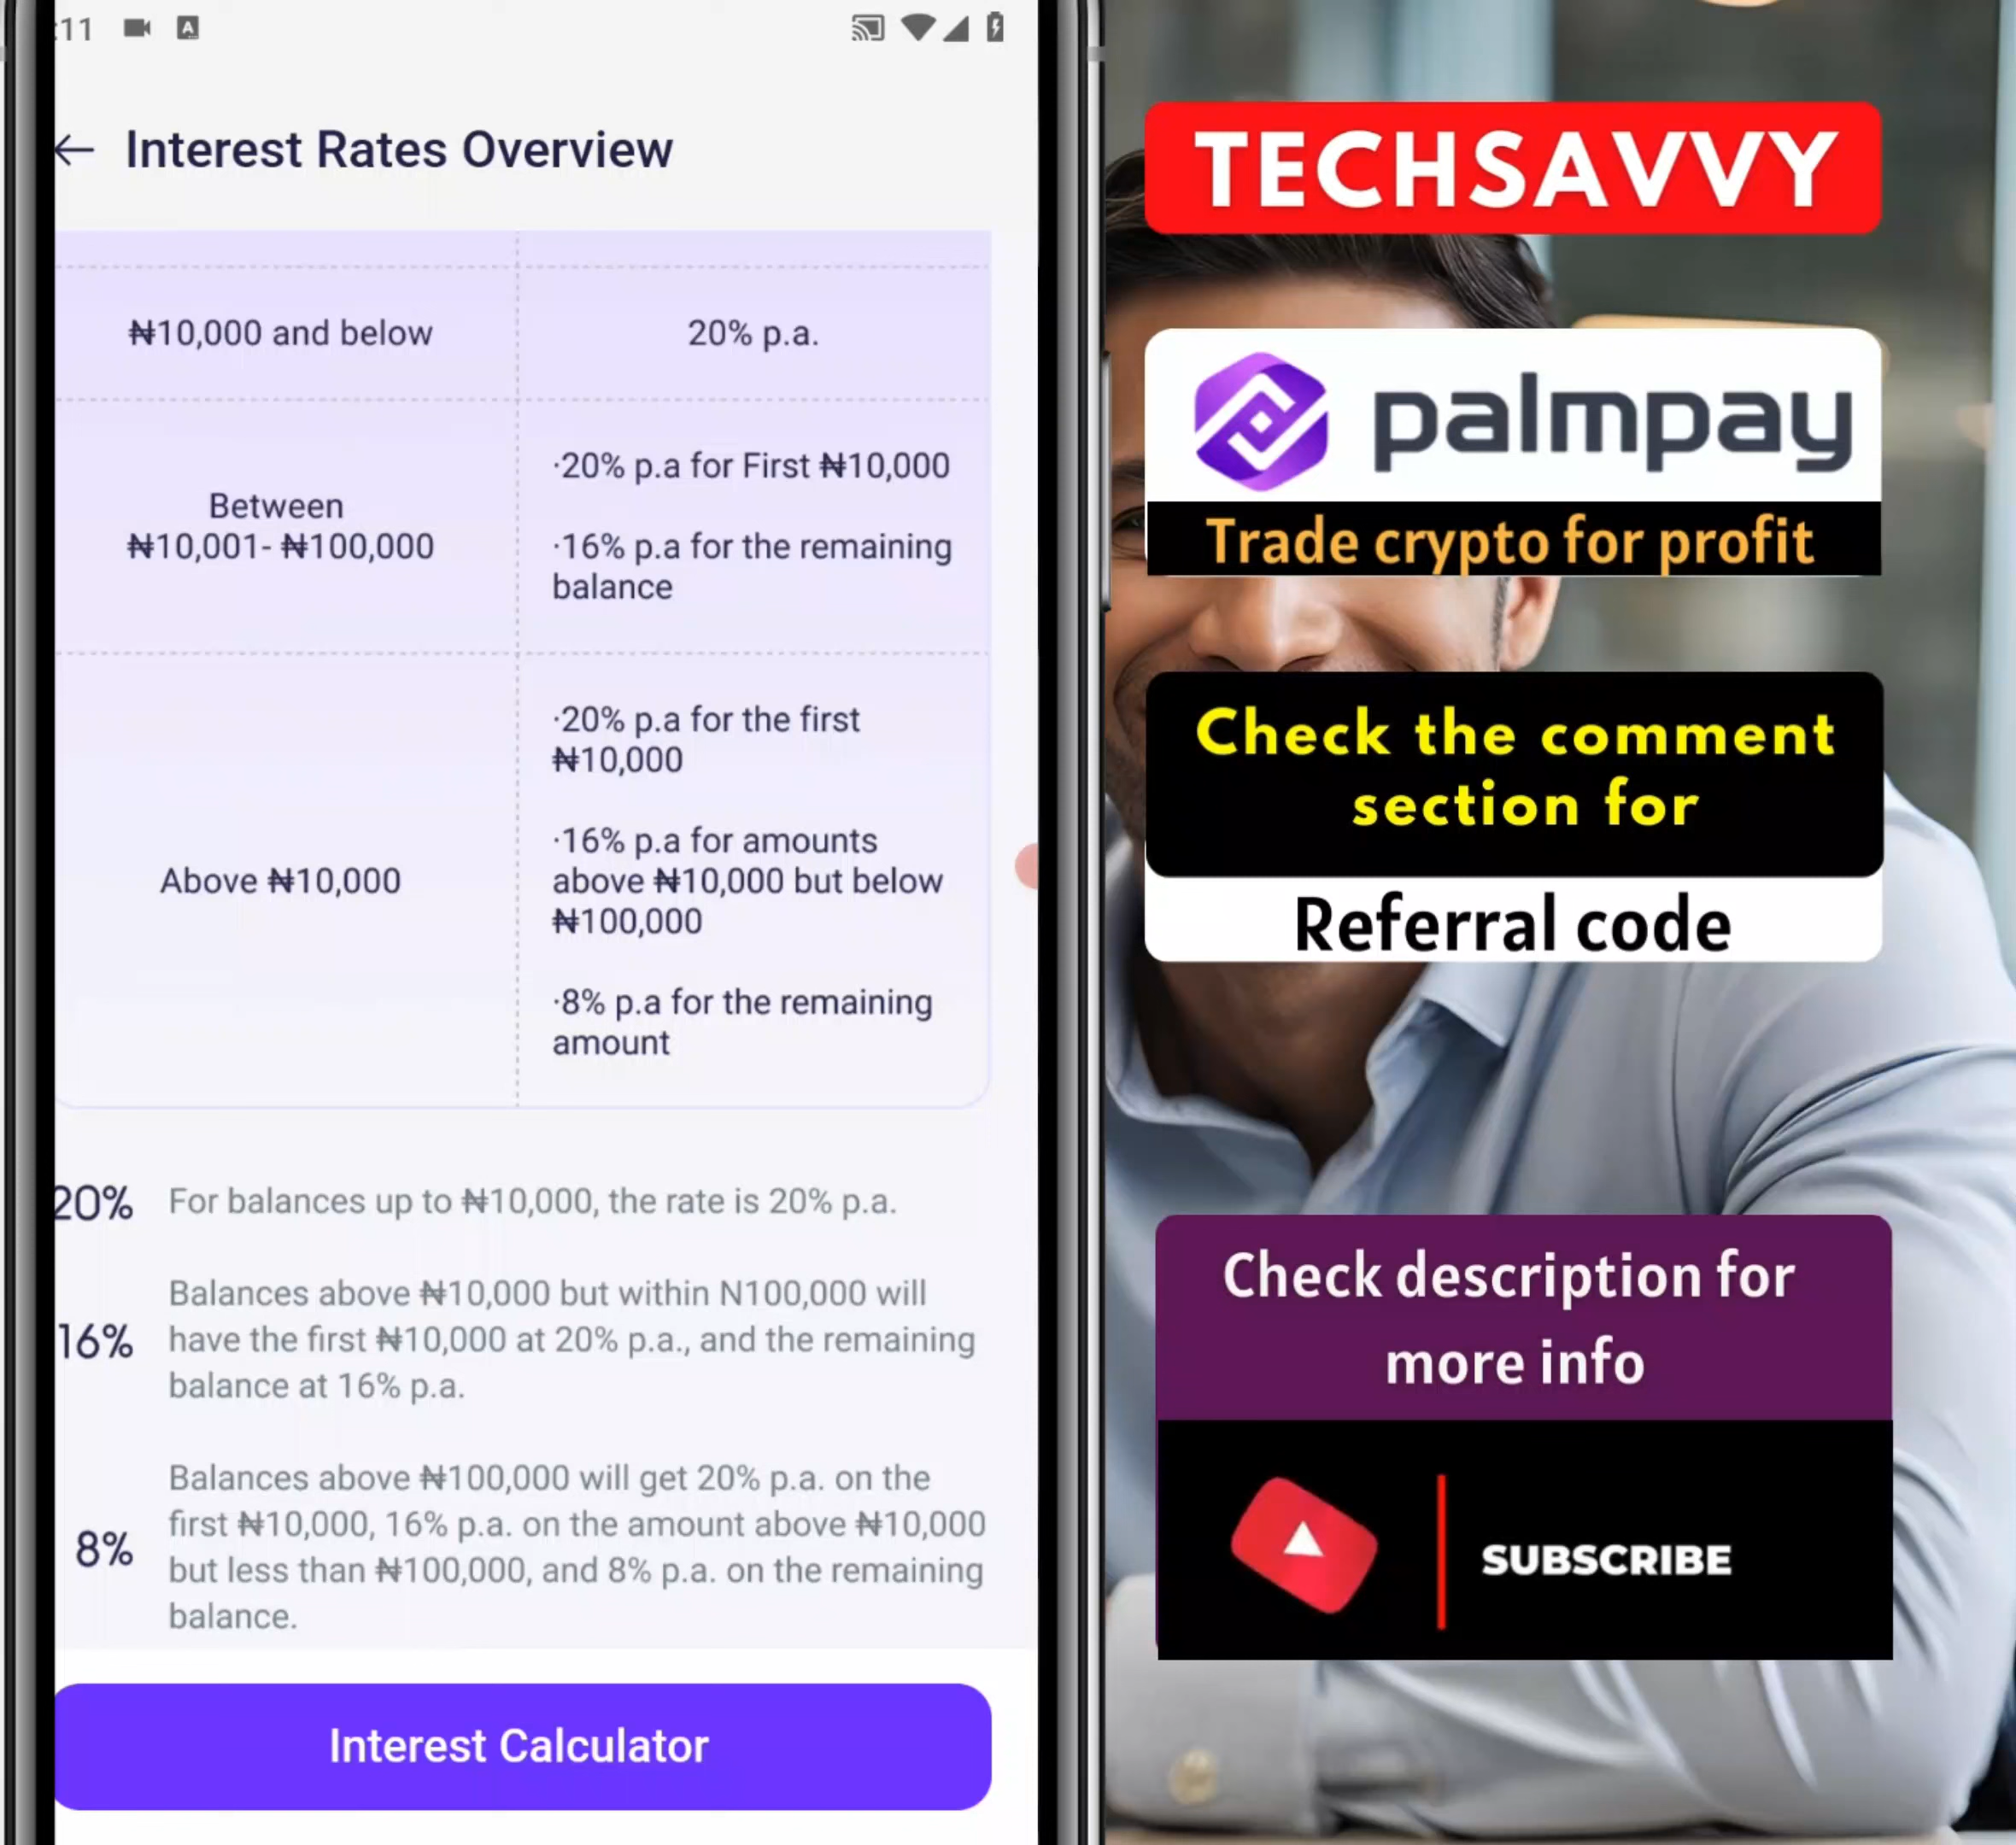 :11
Interest Rates Overview
₦10,000 and below
20% p.a.
Between
₦10,001- ₦100,000
·20% p.a for First ₦10,000
·16% p.a for the remaining
balance
Above ₦10,000
·20% p.a for the first
₦10,000
·16% p.a for amounts
above ₦10,000 but below
₦100,000
·8% p.a for the remaining
amount
20%
For balances up to ₦10,000, the rate is 20% p.a.
16%
Balances above ₦10,000 but within N100,000 will
have the first ₦10,000 at 20% p.a., and the remaining
balance at 16% p.a.
8%
Balances above ₦100,000 will get 20% p.a. on the
first ₦10,000, 16% p.a. on the amount above ₦10,000
but less than ₦100,000, and 8% p.a. on the remaining
balance.
Interest Calculator
TECHSAVVY
palmpay
Trade crypto for profit
Check the comment
section for
Referral code
Check description for
more info
SUBSCRIBE